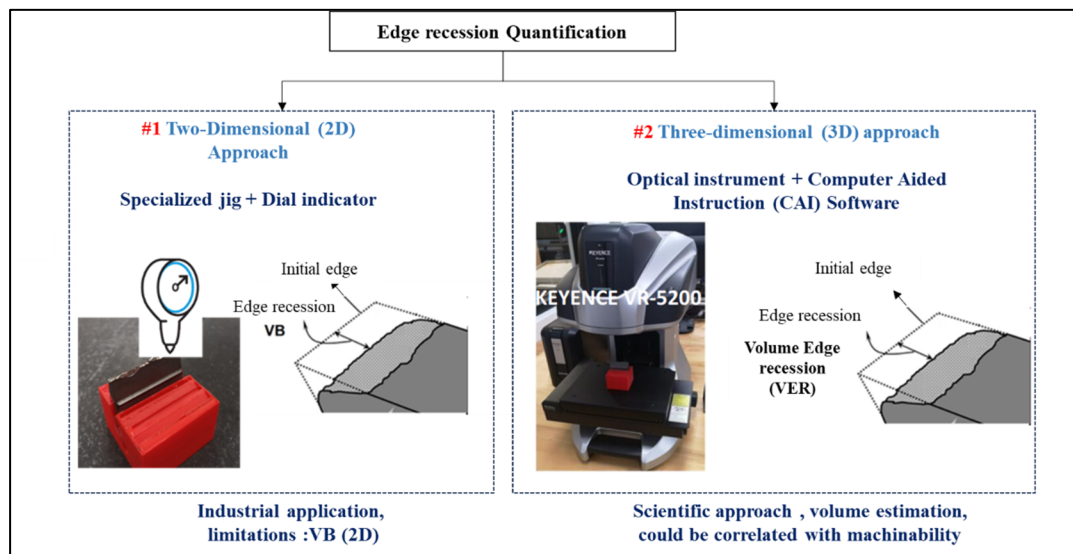 Edge recession Quantification
#1 Two-Dimensional (2D)
Approach
Specialized jig + Dial indicator
Initial edge
Edge recession
VB
Industrial application,
limitations :VB (2D)
#2 Three-dimensional (3D) approach
Optical instrument + Computer Aided
Instruction (CAI) Software
KEYENCE
KEYENCE VR-5200
Initial edge
Edge recession
Volume Edge
recession
(VER)
Scientific approach , volume estimation,
could be correlated with machinability